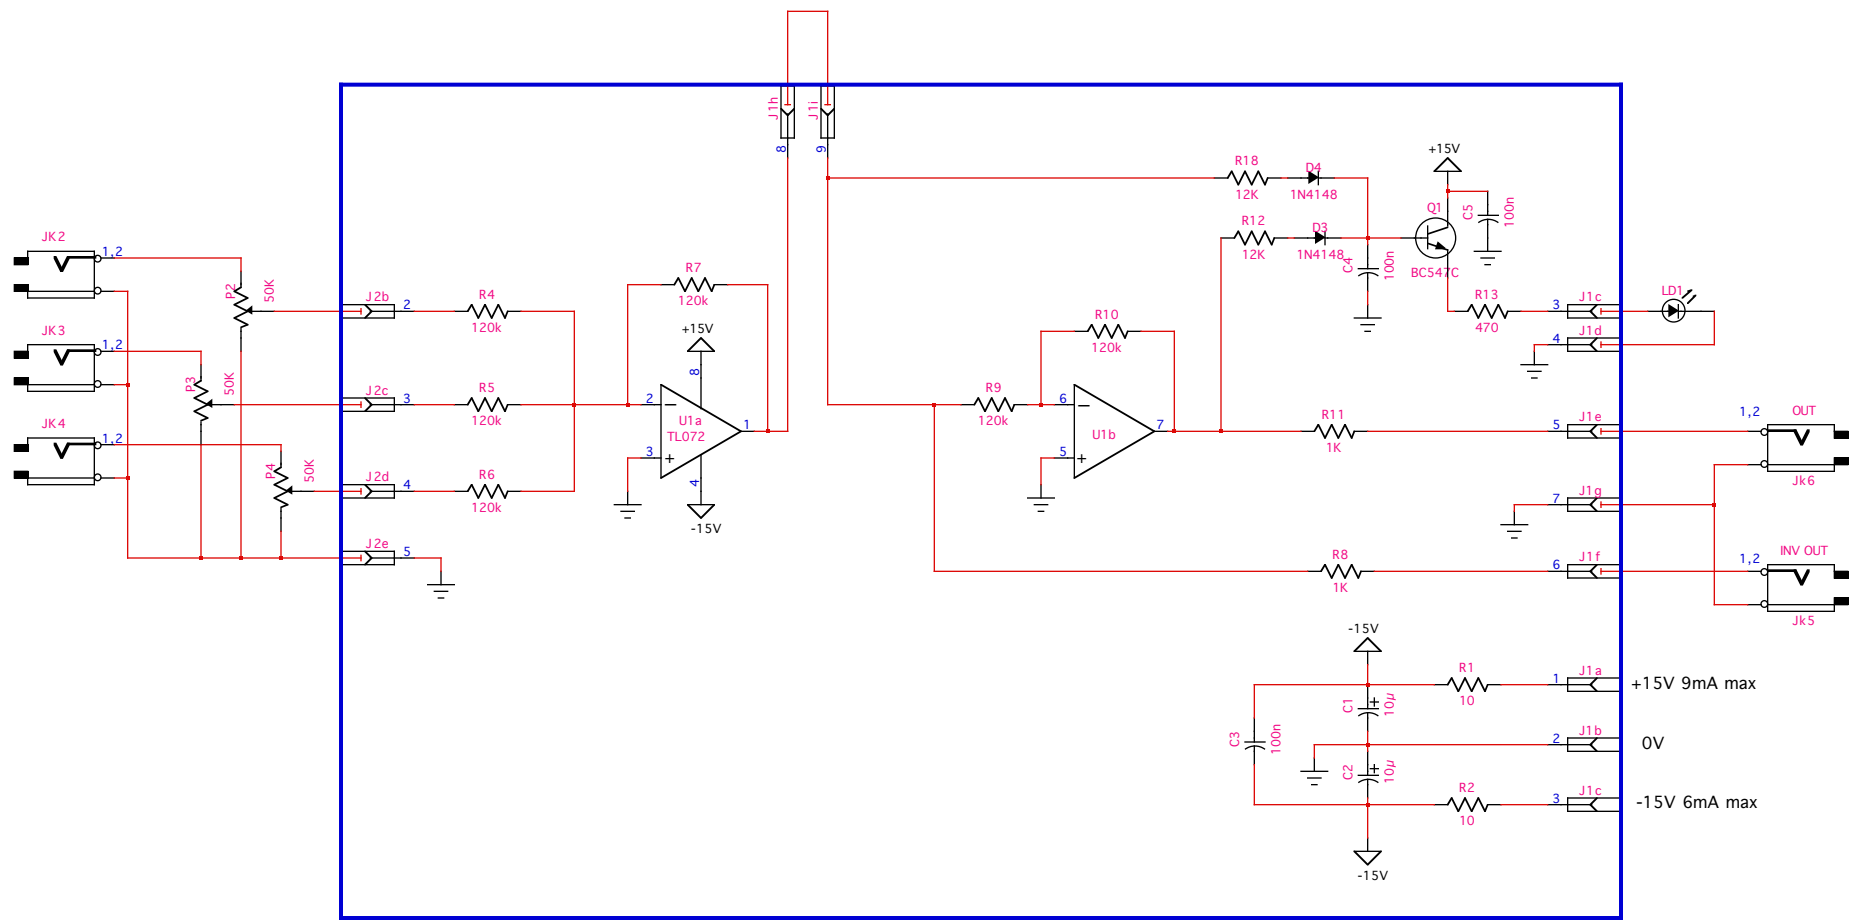 J1h
8
J1i
9
R18
12K
D4
1N4148
+15V
R12
12K
D3
1N4148
Q1
BC547C
C5
100n
C4
100n
JK2
1,2
P2
50K
J2b
2
R4
120k
R7
120k
+15V
8
R13
470
3
J1c
LD1
4
J1d
JK3
1,2
P3
50K
J2c
3
R5
120k
2
U1a
TL072
1
3
+
4
-15V
R10
120k
R9
120k
6
U1b
7
5
+
R11
1K
5
J1e
1,2
OUT
Jk6
JK4
1,2
P4
50K
J2d
4
R6
120k
7
J1g
J2e
5
R8
1K
6
J1f
1,2
INV OUT
Jk5
-15V
R1
10
1
J1a
+15V 9mA max
C1
+
10µ
C3
100n
2
J1b
0V
C2
+
10µ
R2
10
3
J1c
-15V 6mA max
-15V